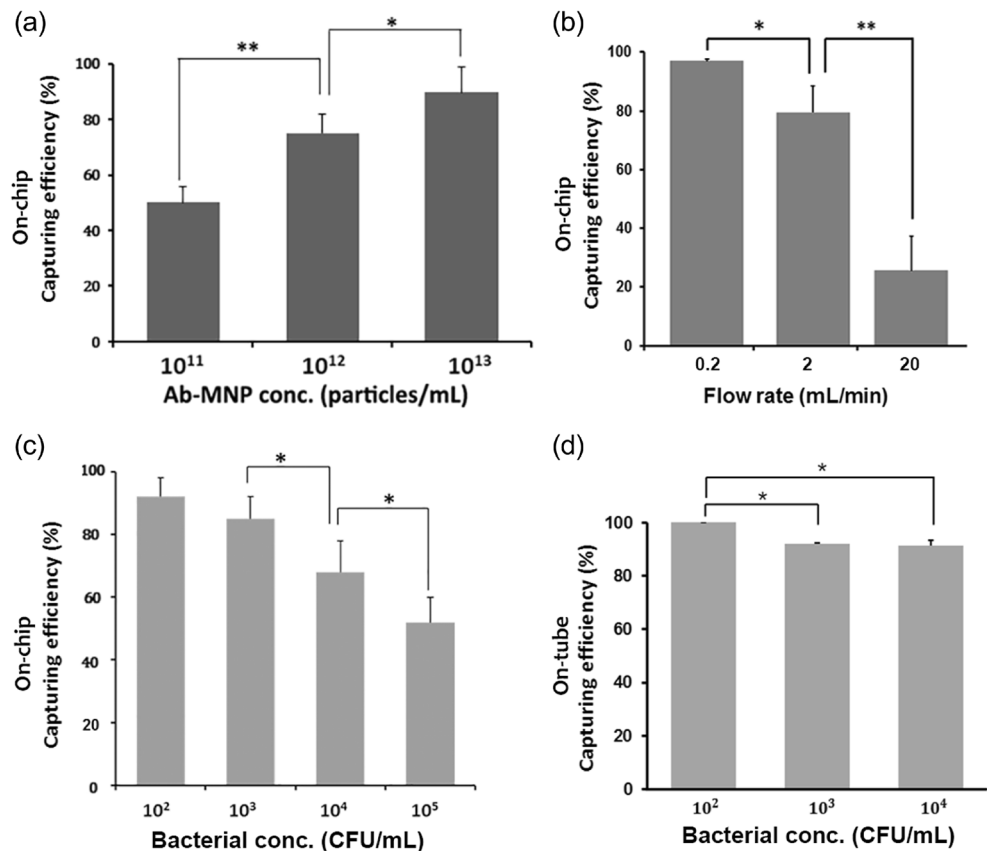 (a)
On-chip
Capturing efficiency (%)
100
80
60
40
20
0
**
*
10¹¹ 10¹² 10¹³
Ab-MNP conc. (particles/mL)
(b)
On-chip
Capturing efficiency (%)
100
80
60
40
20
0
* **
0.2 2 20
Flow rate (mL/min)
(c)
On-chip
Capturing efficiency (%)
100
80
60
40
20
0
*
*
10² 10³ 10⁴ 10⁵
Bacterial conc. (CFU/mL)
(d)
On-tube
Capturing efficiency (%)
100
80
60
40
20
0
*
*
10² 10³ 10⁴
Bacterial conc. (CFU/mL)